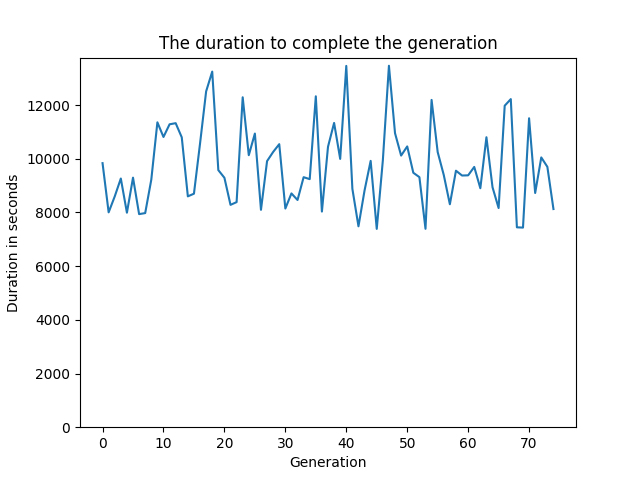 The duration to complete the generation
12000
10000
8000
6000
4000
2000
0
Duration in seconds
0 10 20 30 40 50 60 70
Generation